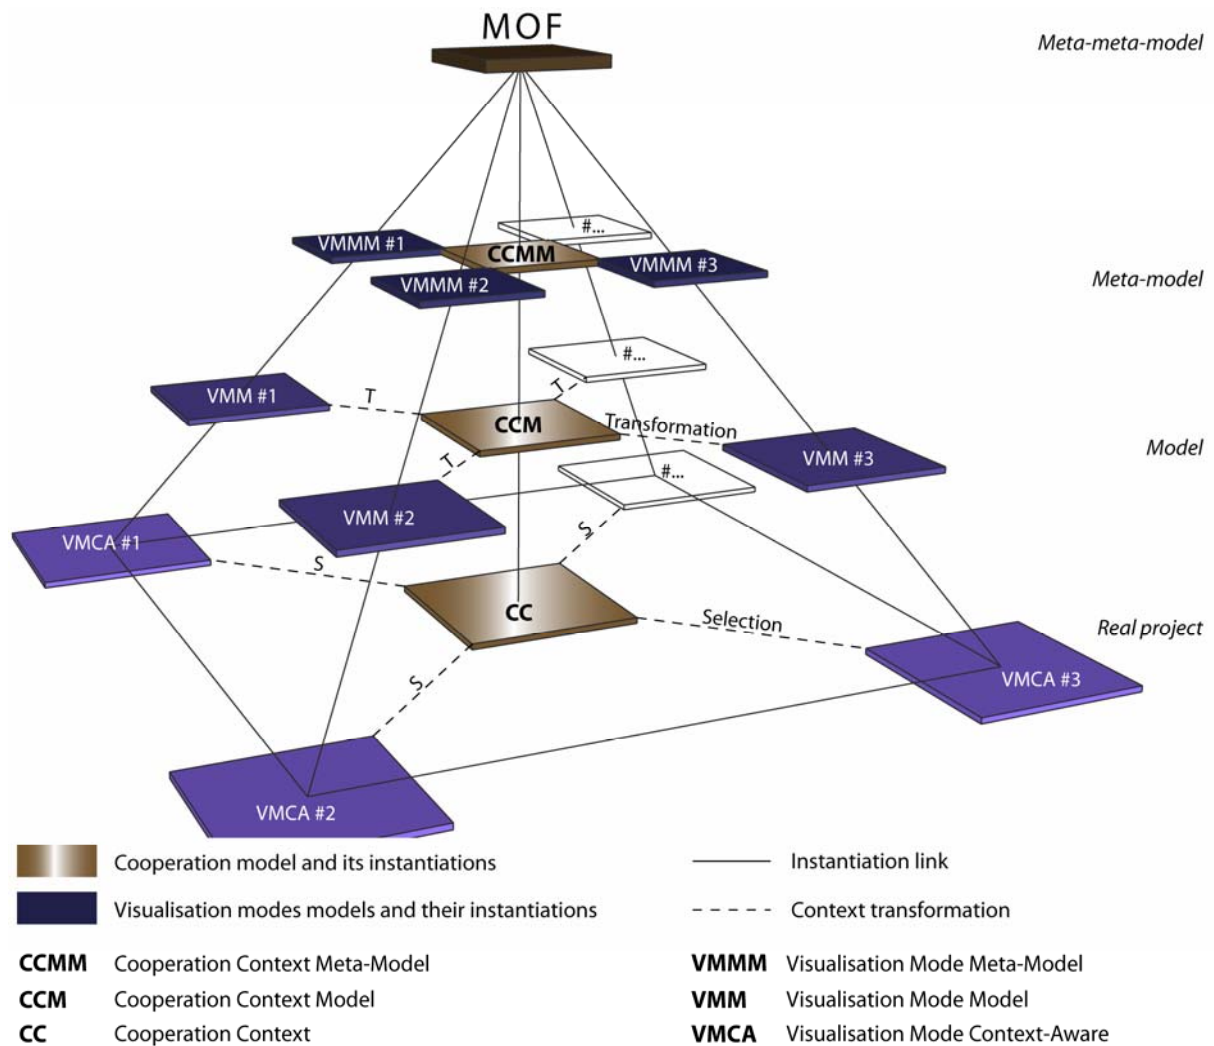 MOF
Meta-meta-model
#...
VMMM #1
CCMM
VMMM #3
VMMM #2
Meta-model
#...
VMM #1
T
T
CCM
Transformation
Model
VMM #3
T
#...
VMM #2
VMCA #1
S
S
CC
Selection
Real project
S
VMCA #3
VMCA #2
Cooperation model and its instantiations
Instantiation link
Visualisation modes models and their instantiations
Context transformation
CCMM Cooperation Context Meta-Model
VMMM Visualisation Mode Meta-Model
CCM Cooperation Context Model
VMM Visualisation Mode Model
CC Cooperation Context
VMCA Visualisation Mode Context-Aware